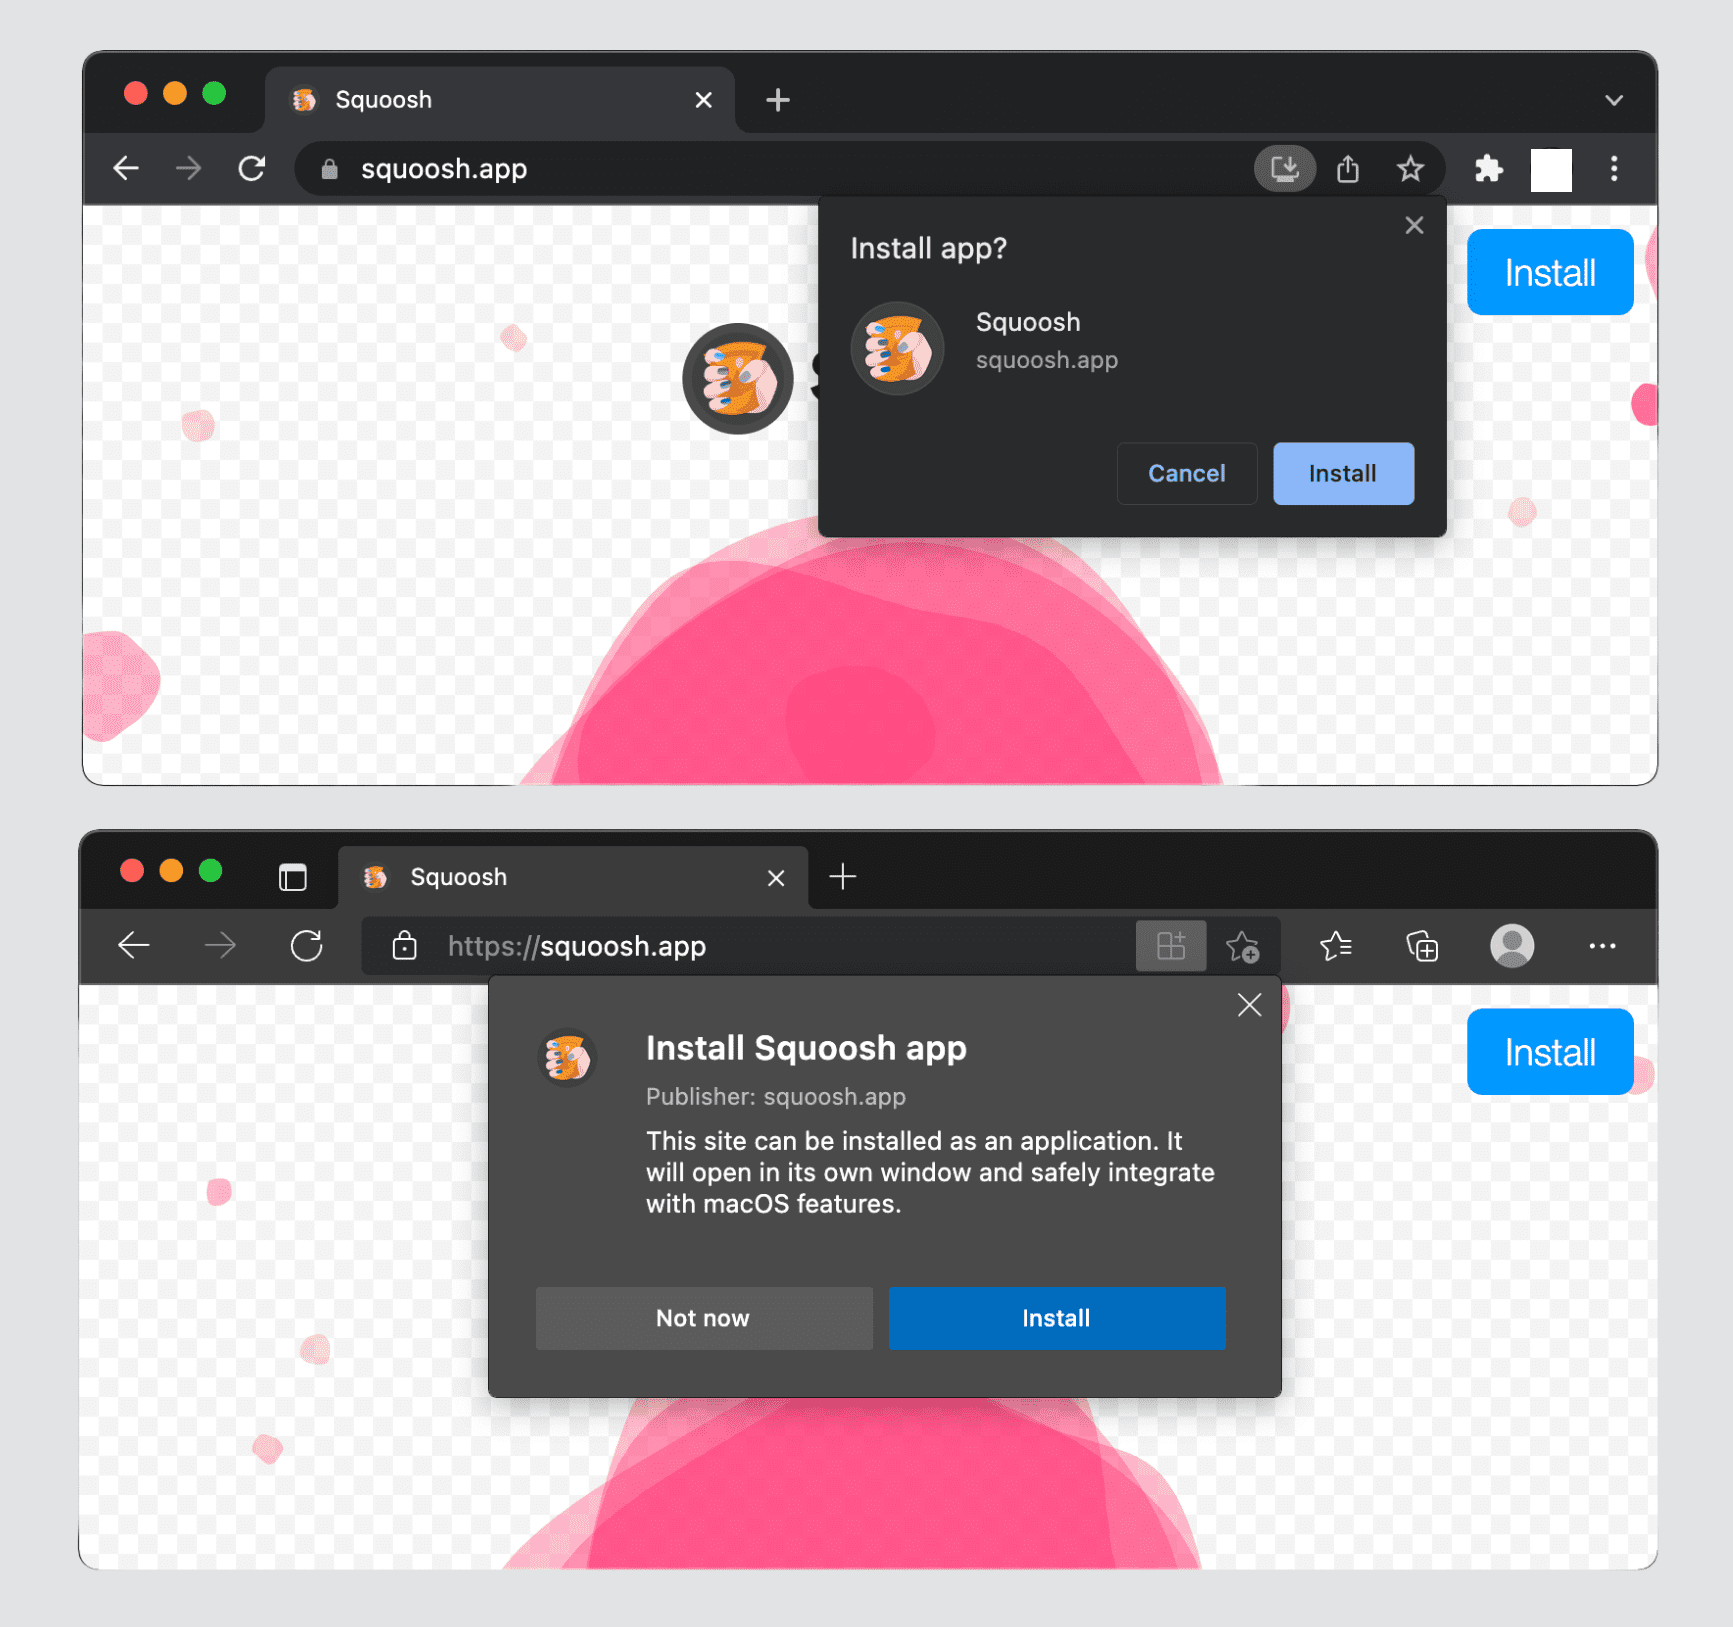 Squoosh
squoosh.app
Install app?
Install
Squoosh
squoosh.app
Cancel
Install
Squoosh
https://squoosh.app
Install Squoosh app
Install
Publisher: squoosh.app
This site can be installed as an application. It
will open in its own window and safely integrate
with macOS features.
Not now
Install